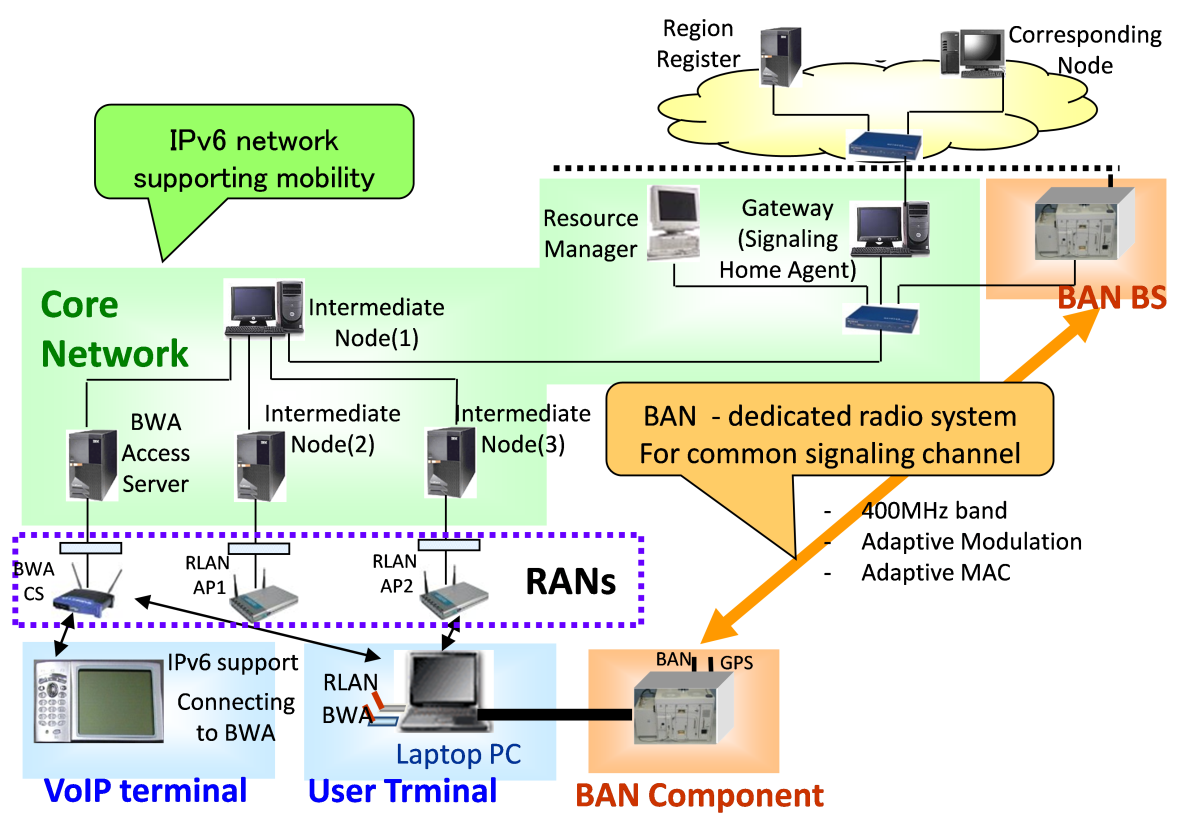 Region
Register
Corresponding
Node
IPv6 network
supporting mobility
Resource
Manager
Gateway
(Signaling
Home Agent)
BAN BS
Core
Network
Intermediate
Node(1)
BWA
Access
Server
Intermediate
Node(2)
Intermediate
Node(3)
BAN - dedicated radio system
For common signaling channel
- 400MHz band
- Adaptive Modulation
- Adaptive MAC
BWA
CS
RLAN
AP1
RLAN
AP2
RANs
IPv6 support
Connecting
to BWA
VoIP terminal
RLAN
BWA
Laptop PC
User Trminal
BAN GPS
BAN Component